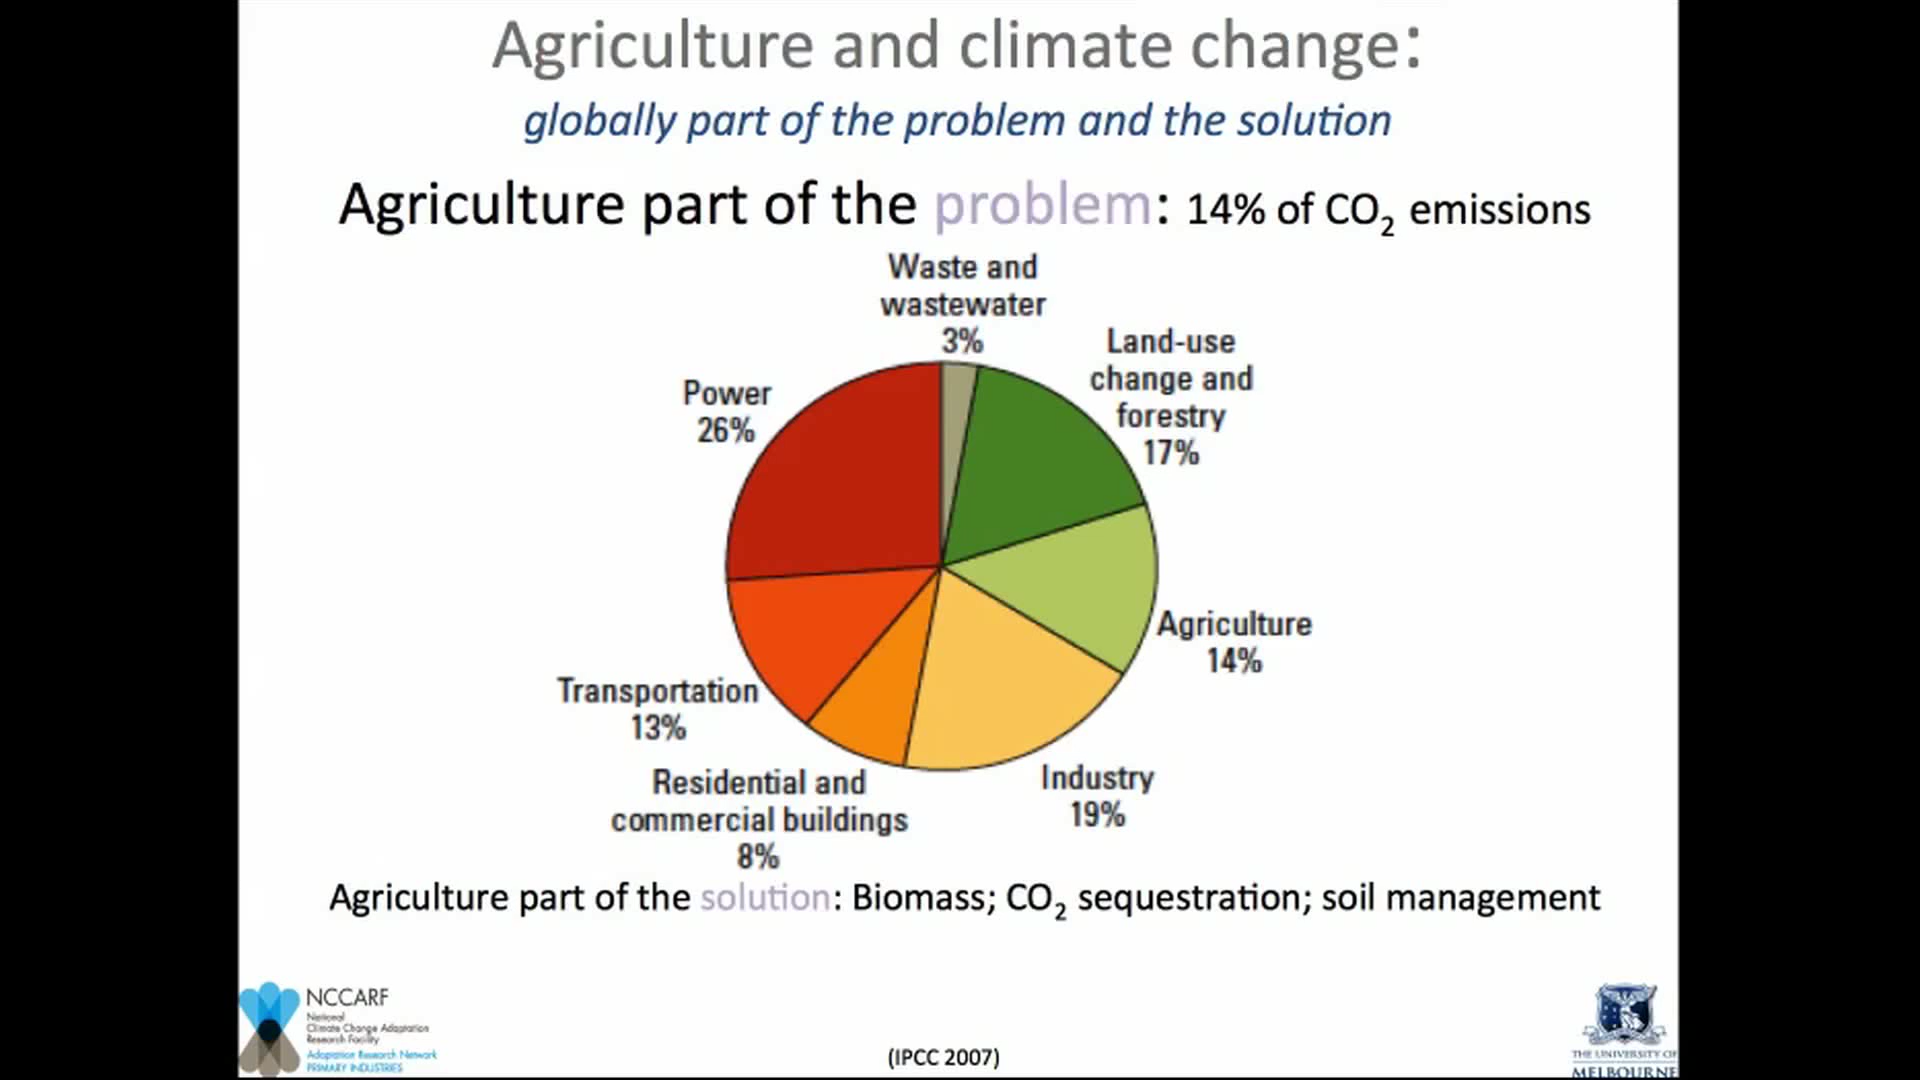 Agriculture and climate change:
globally part of the problem and the solution
Agriculture part of the problem: 14% of CO₂ emissions
Waste and
wastewater
3%
Land-use
change and
forestry
17%
Power
26%
Agriculture
14%
Transportation
13%
Industry
19%
Residential and
commercial buildings
8%
Agriculture part of the solution: Biomass; CO₂ sequestration; soil management
NCCARF
National
Climate Change Adaptation
Research Facility
Adaptation Research Network
PRIMARY INDUSTRIES
(IPCC 2007)
THE UNIVERSITY OF
MELBOURNE